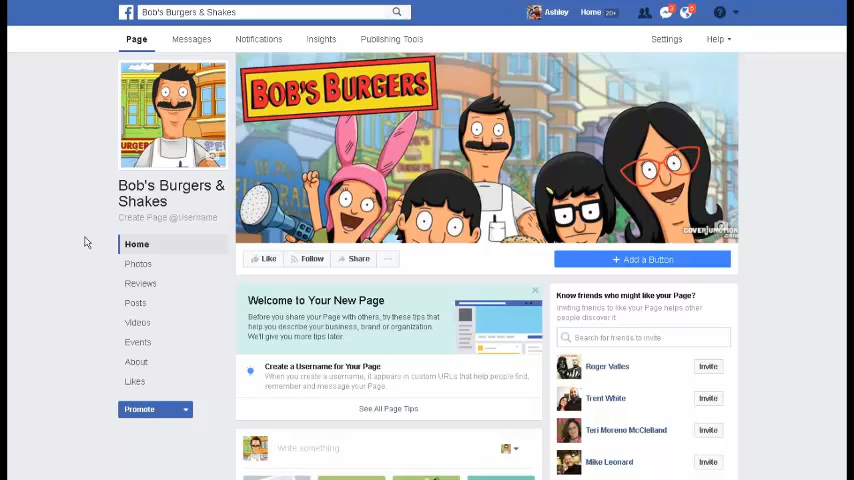 Bob's Burgers & Shakes
Ashley
Home 20+
Page
Messages
Notifications
Insights
Publishing Tools
Settings
Help
BOB'S BURGERS
BURGER
Bob's Burgers &
Shakes
Create Page @Username
Home
Photos
Reviews
Posts
Videos
Events
About
Likes
Promote
COVERJUNCTION
.COM
Like
Follow
Share
+ Add a Button
Welcome to Your New Page
Before you share your Page with others, try these tips that
help you describe your business, brand or organization.
We'll give you more tips later.
Create a Username for Your Page
When you create a username, it appears in custom URLs that help people find,
remember and message your Page.
See All Page Tips
Write something
Know friends who might like your Page?
Inviting friends to like your Page helps other
people discover it
Search for friends to invite
Roger Valles
Invite
Trent White
Invite
Teri Moreno McClelland
Invite
Mike Leonard
Invite